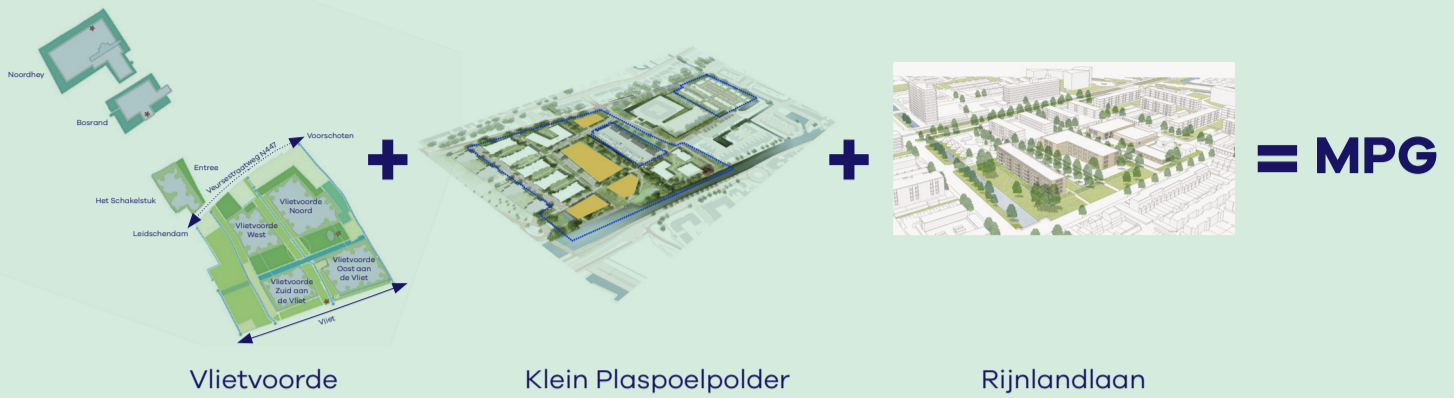 Noordhey
Bosrand
Voorschoten
Veursestraatweg N447
Entree
Het Schakelstuk
Leidschendam
Vlietvoorde
Noord
Vlietvoorde
West
Vlietvoorde
Oost aan
de Vliet
Vlietvoorde
Zuid aan
de Vliet
Vliet
+
+
= MPG
Vlietvoorde
Klein Plaspoelpolder
Rijnlandlaan